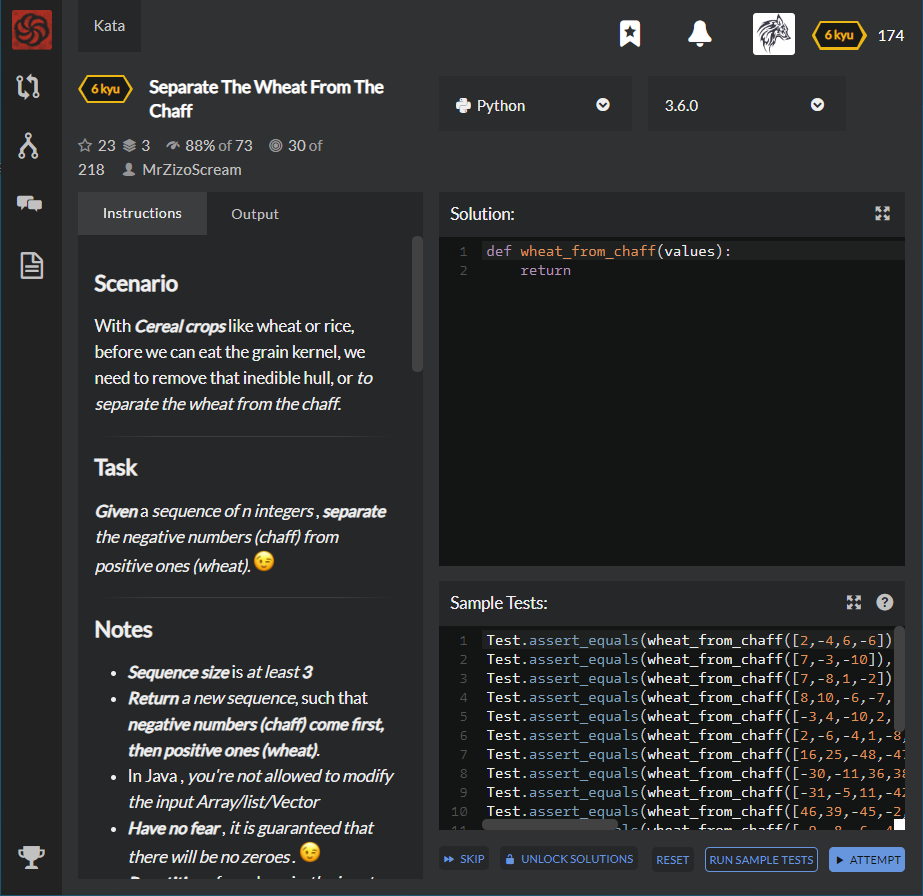 Kata
6 kyu 174
6 kyu Separate The Wheat From The
Chaff
23 3 88% of 73 30 of
218 MrZizoScream
Python
3.6.0
Instructions Output
Scenario
With Cereal crops like wheat or rice,
before we can eat the grain kernel, we
need to remove that inedible hull, or to
separate the wheat from the chaff.
Task
Given a sequence of n integers , separate
the negative numbers (chaff) from
positive ones (wheat). 😉
Notes
• Sequence size is at least 3
• Return a new sequence, such that
negative numbers (chaff) come first,
then positive ones (wheat).
• In Java , you're not allowed to modify
the input Array/list/Vector
• Have no fear , it is guaranteed that
there will be no zeroes . 😉
Solution:
1 def wheat_from_chaff(values):
2 return
Sample Tests:
1 Test.assert_equals(wheat_from_chaff([2,-4,6,-6])
2 Test.assert_equals(wheat_from_chaff([7,-3,-10]),
3 Test.assert_equals(wheat_from_chaff([7,-8,1,-2])
4 Test.assert_equals(wheat_from_chaff([8,10,-6,-7,
5 Test.assert_equals(wheat_from_chaff([-3,4,-10,2,
6 Test.assert_equals(wheat_from_chaff([2,-6,-4,1,-8,
7 Test.assert_equals(wheat_from_chaff([16,25,-48,-47
8 Test.assert_equals(wheat_from_chaff([-30,-11,36,38
9 Test.assert_equals(wheat_from_chaff([-31,-5,11,-42
10 Test.assert_equals(wheat_from_chaff([46,39,-45,-2
SKIP UNLOCK SOLUTIONS RESET RUN SAMPLE TESTS ATTEMPT